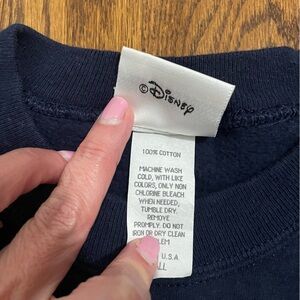 © Disney
100% COTTON
MACHINE WASH
COLD, WITH LIKE
COLORS, ONLY NON
CHLORINE BLEACH
WHEN NEEDED,
TUMBLE DRY.
REMOVE
PROMPLY. DO NOT
IRON OR DRY CLEAN
U.S.A